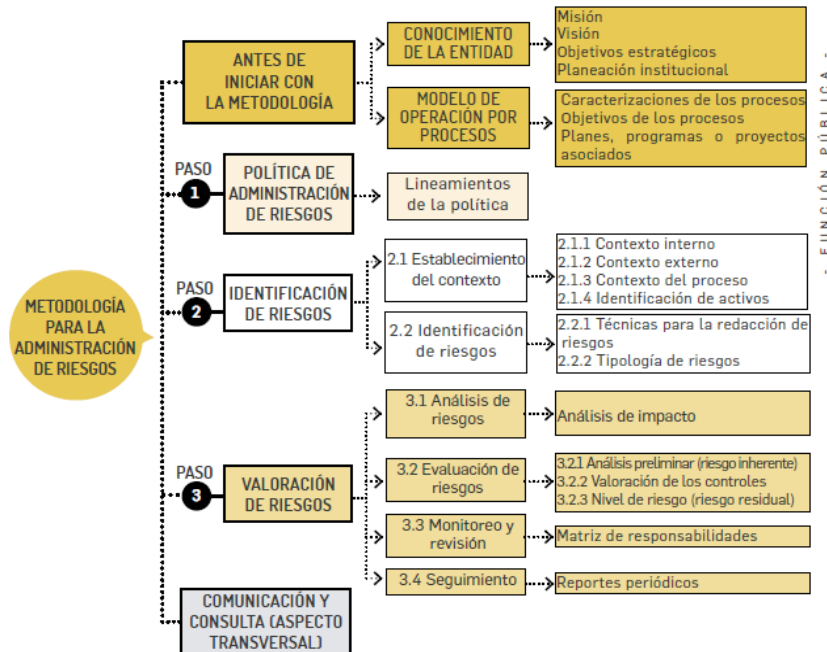 METODOLOGÍA
PARA LA
ADMINISTRACIÓN
DE RIESGOS
ANTES DE
INICIAR CON
LA METODOLOGÍA
CONOCIMIENTO
DE LA ENTIDAD
Misión
Visión
Objetivos estratégicos
Planeación institucional
MODELO DE
OPERACIÓN POR
PROCESOS
Caracterizaciones de los procesos
Objetivos de los procesos
Planes, programas o proyectos
asociados
PASO
1
POLÍTICA DE
ADMINISTRACIÓN
DE RIESGOS
Lineamientos
de la política
PASO
2
IDENTIFICACIÓN
DE RIESGOS
2.1 Establecimiento
del contexto
2.1.1 Contexto interno
2.1.2 Contexto externo
2.1.3 Contexto del proceso
2.1.4 Identificación de activos
2.2 Identificación
de riesgos
2.2.1 Técnicas para la redacción de
riesgos
2.2.2 Tipología de riesgos
PASO
3
VALORACIÓN
DE RIESGOS
3.1 Análisis de
riesgos
Análisis de impacto
3.2 Evaluación de
riesgos
3.2.1 Análisis preliminar (riesgo inherente)
3.2.2 Valoración de los controles
3.2.3 Nivel de riesgo (riesgo residual)
3.3 Monitoreo y
revisión
Matriz de responsabilidades
3.4 Seguimiento
Reportes periódicos
COMUNICACIÓN Y
CONSULTA (ASPECTO
TRANSVERSAL)
- FUNCIÓN PÚBLICA -